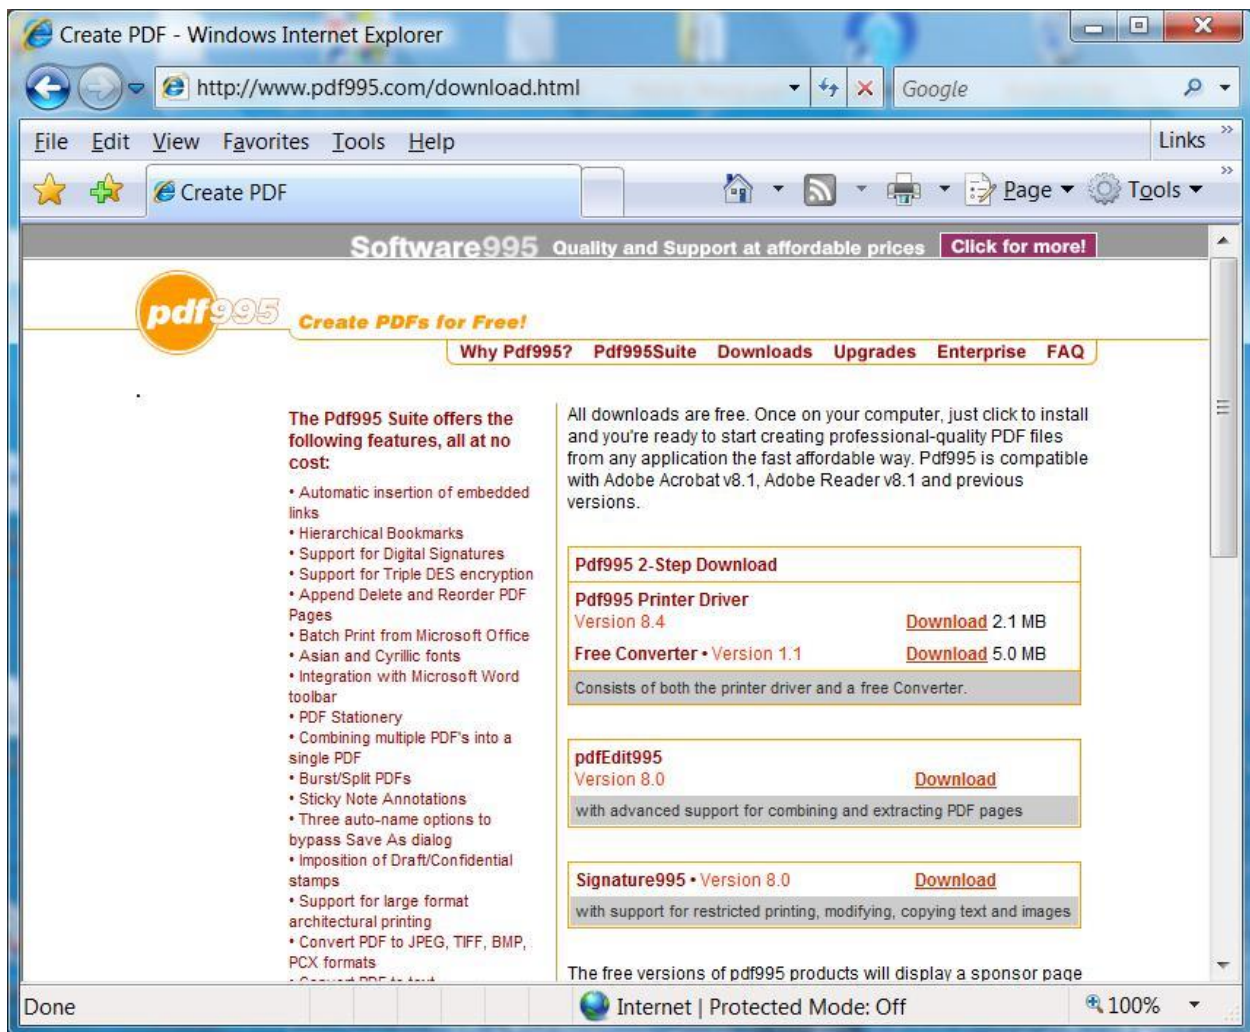 Create PDF - Windows Internet Explorer
http://www.pdf995.com/download.html
Google
File Edit View Favorites Tools Help
Links
Create PDF
Page
Tools
Software995 Quality and Support at affordable prices Click for more!
pdf995 Create PDFs for Free!
Why Pdf995? Pdf995Suite Downloads Upgrades Enterprise FAQ
The Pdf995 Suite offers the
following features, all at no
cost:
• Automatic insertion of embedded
links
• Hierarchical Bookmarks
• Support for Digital Signatures
• Support for Triple DES encryption
• Append Delete and Reorder PDF
Pages
• Batch Print from Microsoft Office
• Asian and Cyrillic fonts
• Integration with Microsoft Word
toolbar
• PDF Stationery
• Combining multiple PDF's into a
single PDF
• Burst/Split PDFs
• Sticky Note Annotations
• Three auto-name options to
bypass Save As dialog
• Imposition of Draft/Confidential
stamps
• Support for large format
architectural printing
• Convert PDF to JPEG, TIFF, BMP,
PCX formats
• Convert PDF to text
All downloads are free. Once on your computer, just click to install
and you're ready to start creating professional-quality PDF files
from any application the fast affordable way. Pdf995 is compatible
with Adobe Acrobat v8.1, Adobe Reader v8.1 and previous
versions.
Pdf995 2-Step Download
Pdf995 Printer Driver
Version 8.4 Download 2.1 MB
Free Converter • Version 1.1 Download 5.0 MB
Consists of both the printer driver and a free Converter.
pdfEdit995
Version 8.0 Download
with advanced support for combining and extracting PDF pages
Signature995 • Version 8.0 Download
with support for restricted printing, modifying, copying text and images
The free versions of pdf995 products will display a sponsor page
Done
Internet | Protected Mode: Off
100%